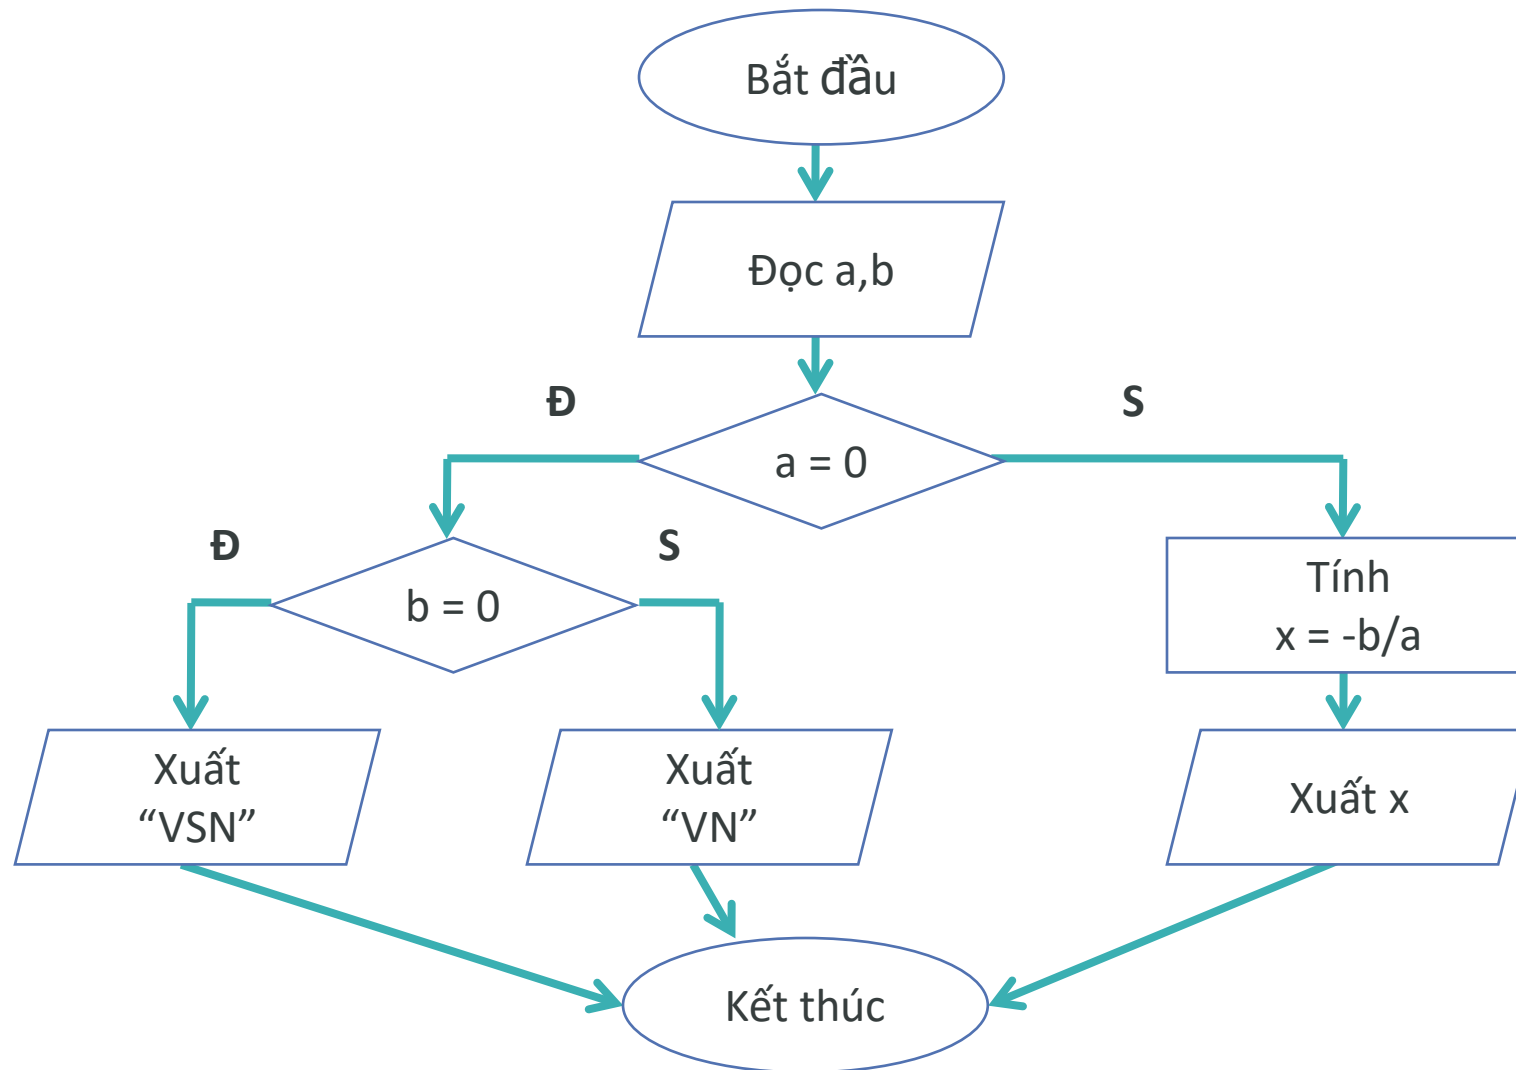 Bắt đầu
Đọc a,b
Đ
S
a = 0
Đ
S
b = 0
Tính
x = -b/a
Xuất
“VSN”
Xuất
“VN”
Xuất x
Kết thúc